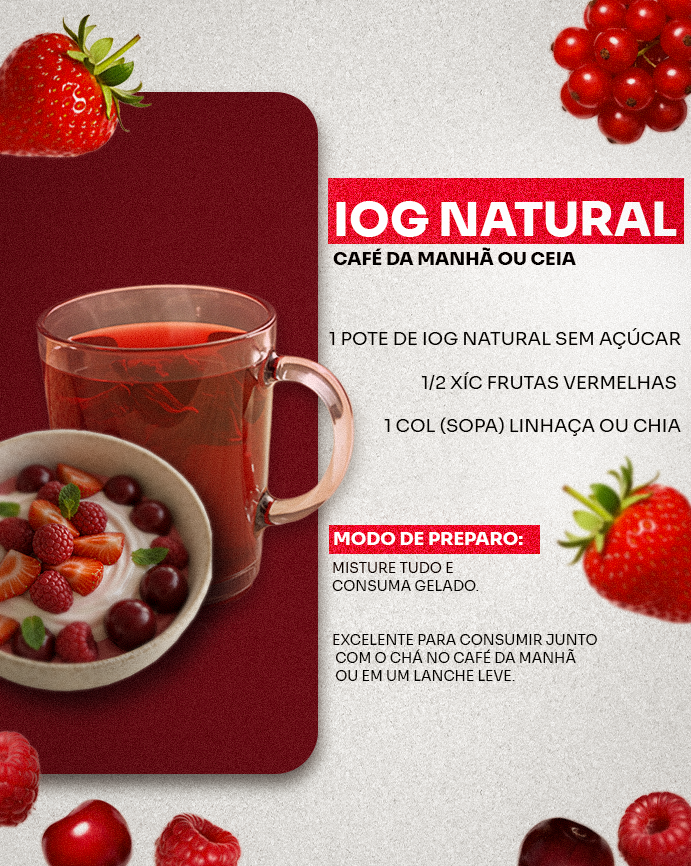 IOG NATURAL
CAFÉ DA MANHÃ OU CEIA
1 POTE DE IOG NATURAL SEM AÇÚCAR
1/2 XÍC FRUTAS VERMELHAS
1 COL (SOPA) LINHAÇA OU CHIA
MODO DE PREPARO:
MISTURE TUDO E
CONSUMA GELADO.
EXCELENTE PARA CONSUMIR JUNTO
COM O CHÁ NO CAFÉ DA MANHÃ
OU EM UM LANCHE LEVE.